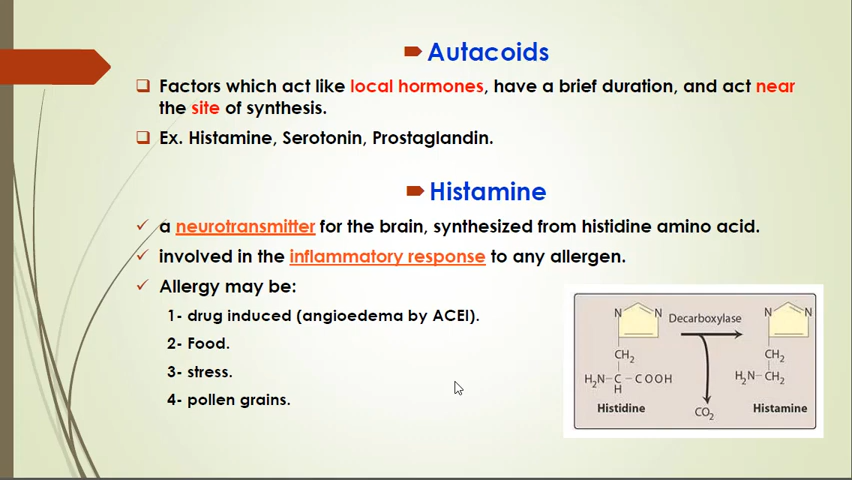 Autacoids
Factors which act like local hormones, have a brief duration, and act near
the site of synthesis.
Ex. Histamine, Serotonin, Prostaglandin.
Histamine
a neurotransmitter for the brain, synthesized from histidine amino acid.
involved in the inflammatory response to any allergen.
Allergy may be:
1- drug induced (angioedema by ACEI).
2- Food.
3- stress.
4- pollen grains.
N N Decarboxylase N N
CH2 CH2
H2N-C-COOH H2N-CH2
H
Histidine CO2 Histamine